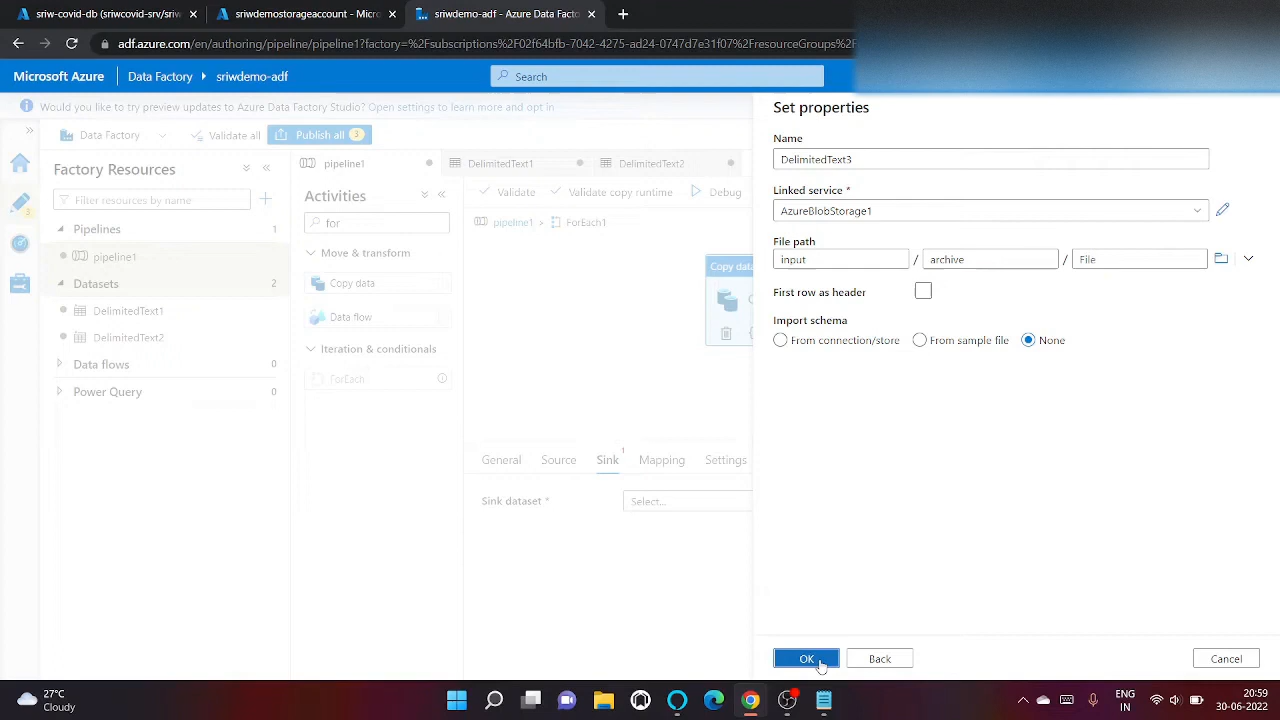 sriw-covid-db (sriwcovid-srv/sriw
sriwdemostorageaccount - Micro
sriwdemo-adf - Azure Data Facto
adf.azure.com/en/authoring/pipeline/pipeline1?factory=%2Fsubscriptions%2F02f64bfb-7042-4275-ad24-0747d7e31f07%2FresourceGroups%2F
Microsoft Azure
Data Factory
sriwdemo-adf
Search
Would you like to try preview updates to Azure Data Factory Studio? Open settings to learn more and opt in
Data Factory
Validate all
Publish all 3
Factory Resources
Filter resources by name
Pipelines 1
pipeline1
Datasets 2
DelimitedText1
DelimitedText2
Data flows 0
Power Query 0
3
pipeline1
DelimitedText1
DelimitedText2
Activities
for
Move & transform
Copy data
Data flow
Iteration & conditionals
ForEach
Validate
Validate copy runtime
Debug
pipeline1 > ForEach1
Copy data
General
Source
Sink 1
Mapping
Settings
Sink dataset *
Select...
Set properties
Name
DelimitedText3
Linked service *
AzureBlobStorage1
File path
input / archive / File
First row as header
Import schema
From connection/store
From sample file
None
OK
Back
Cancel
27°C
Cloudy
ENG
IN
20:59
30-06-2022